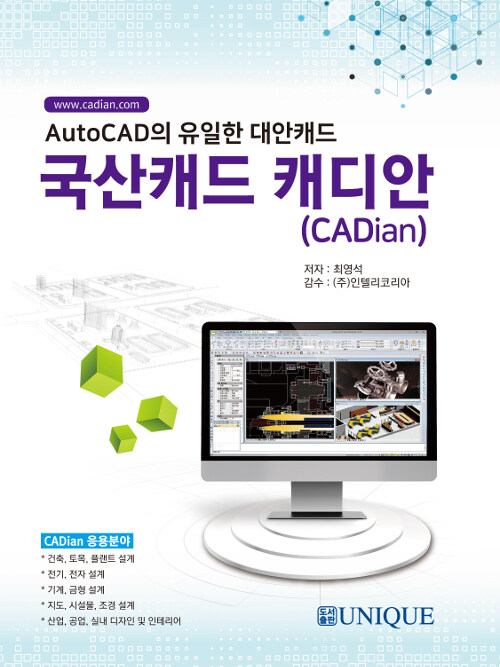 www.cadian.com
AutoCAD의 유일한 대안캐드
국산캐드 캐디안
(CADian)
저자 : 최영석
감수 : (주)인텔리코리아
CADian 응용분야
* 건축, 토목, 플랜트 설계
* 전기, 전자 설계
* 기계, 금형 설계
* 지도, 시설물, 조경 설계
* 산업, 공업, 실내 디자인 및 인테리어
도서출판 UNIQUE